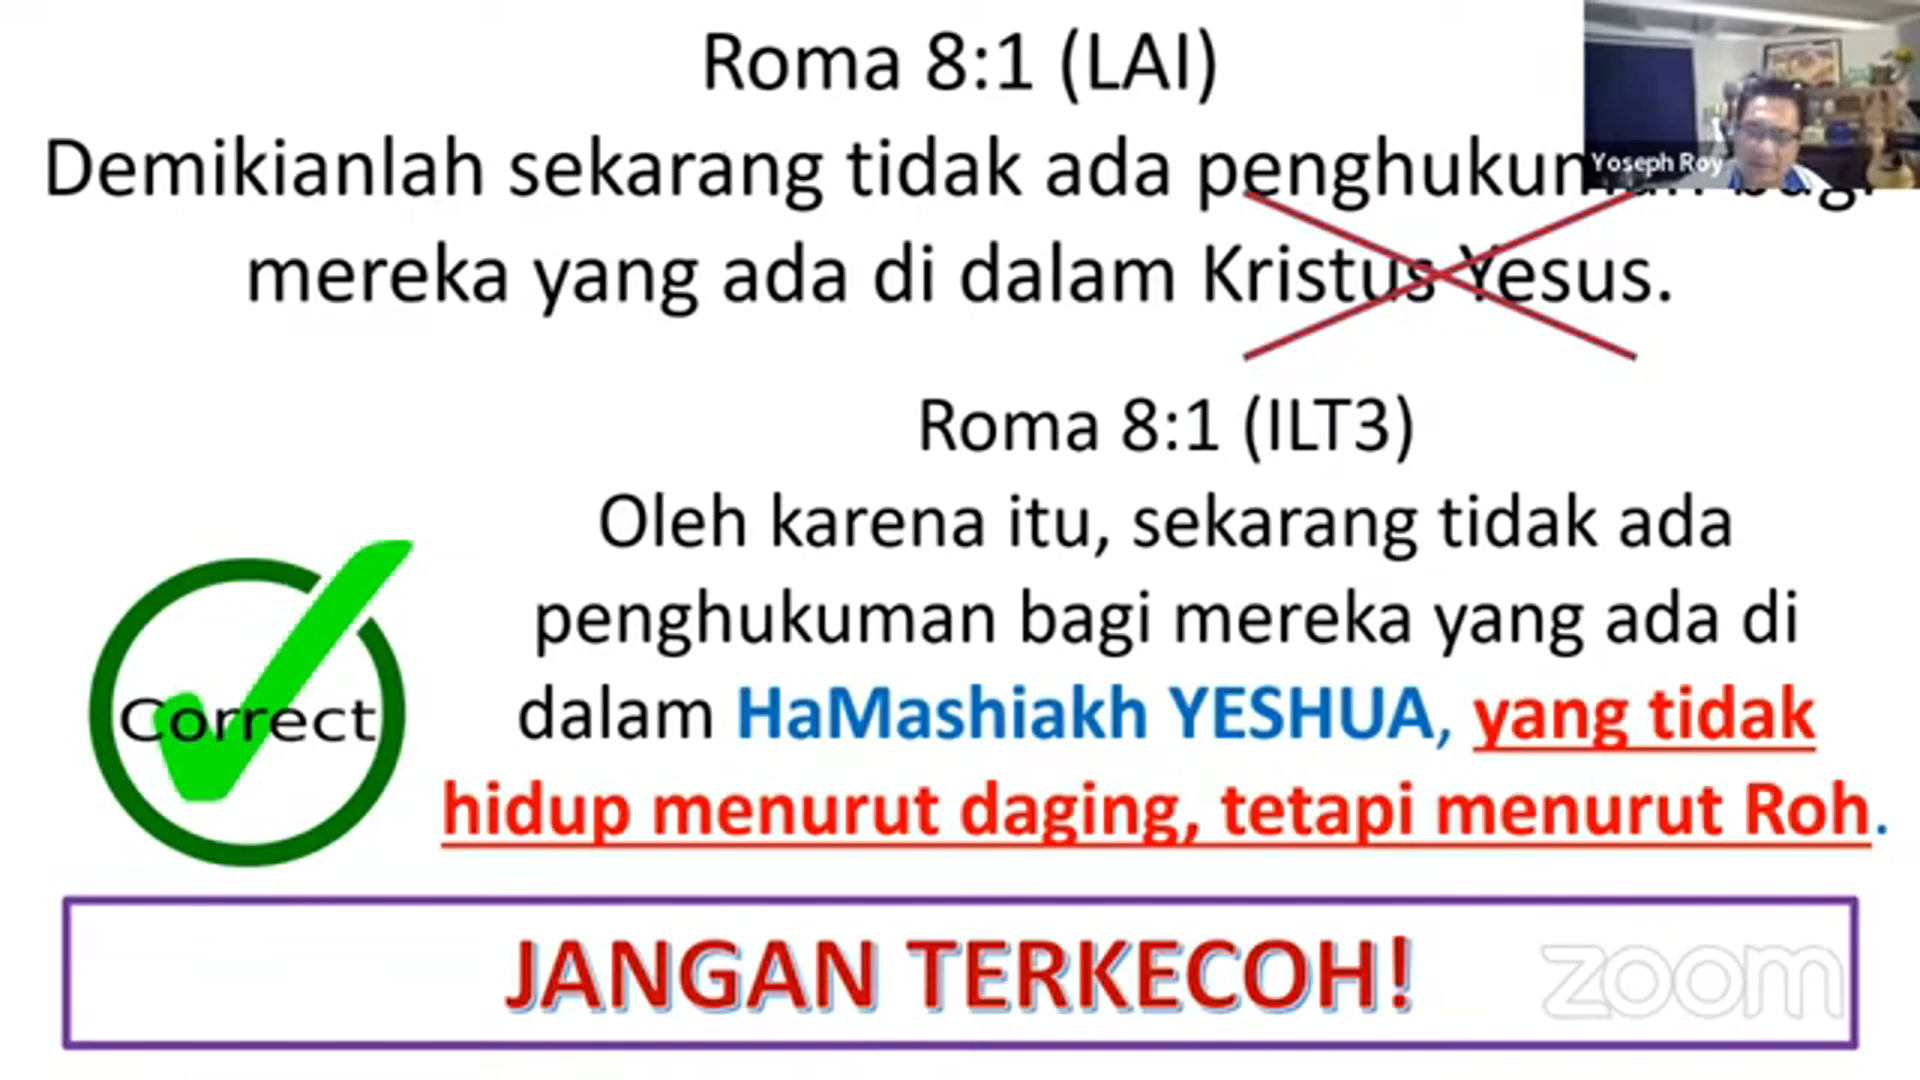 Roma 8:1 (LAI)
Demikianlah sekarang tidak ada penghukuman bagi
mereka yang ada di dalam Kristus Yesus.
Yoseph Roy
Roma 8:1 (ILT3)
Oleh karena itu, sekarang tidak ada
penghukuman bagi mereka yang ada di
dalam HaMashiakh YESHUA, yang tidak
hidup menurut daging, tetapi menurut Roh.
Correct
JANGAN TERKECOH!
zoom